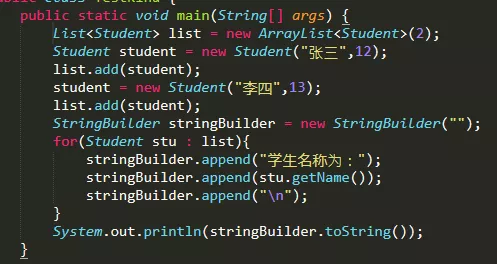 public class TestKind {
public static void main(String[] args) {
List<Student> list = new ArrayList<Student>(2);
Student student = new Student("张三",12);
list.add(student);
student = new Student("李四",13);
list.add(student);
StringBuilder stringBuilder = new StringBuilder("");
for(Student stu : list){
stringBuilder.append("学生名称为：");
stringBuilder.append(stu.getName());
stringBuilder.append("\n");
}
System.out.println(stringBuilder.toString());
}